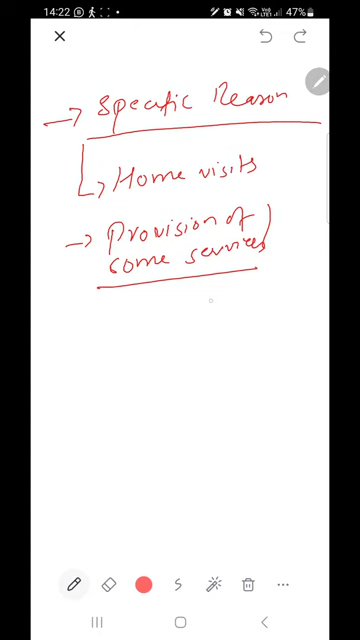 14:22
47%
→ Specific Reason
→ Home visits
→ Provision of
some services